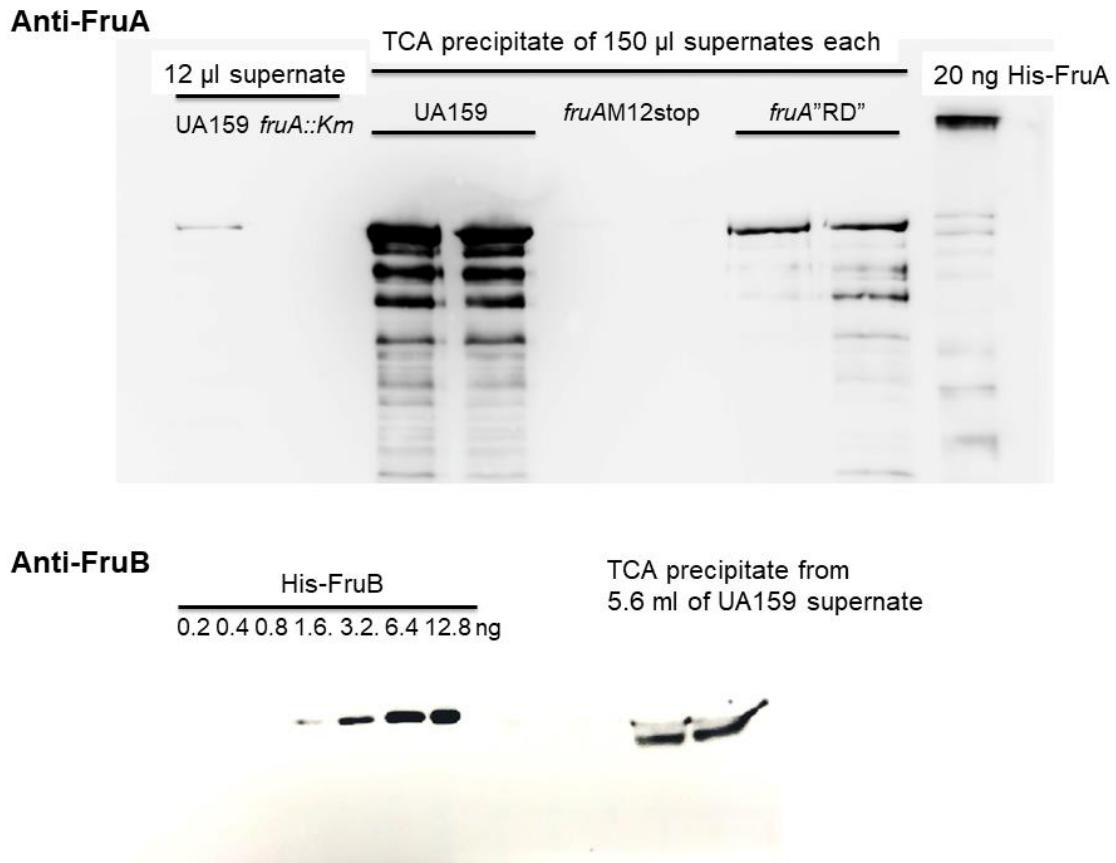 Anti-FruA
TCA precipitate of 150 µl supernates each
12 µl supernate
20 ng His-FruA
UA159 fruA::Km
UA159
fruAM12stop
fruA”RD”
Anti-FruB
His-FruB
TCA precipitate from
5.6 ml of UA159 supernate
0.2 0.4 0.8 1.6. 3.2. 6.4 12.8 ng